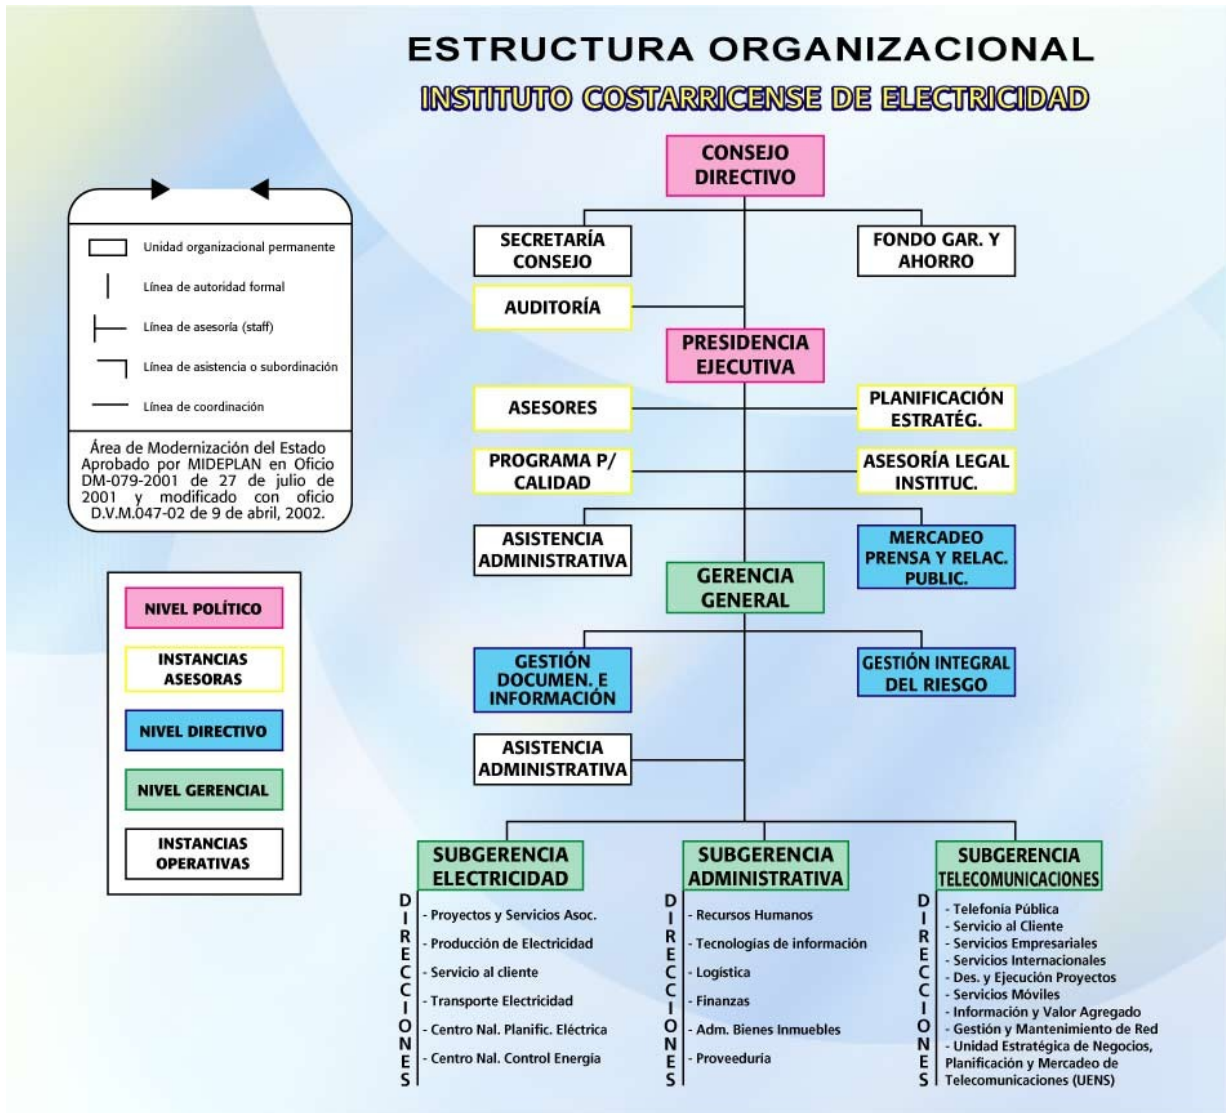 ESTRUCTURA ORGANIZACIONAL
INSTITUTO COSTARRICENSE DE ELECTRICIDAD
CONSEJO
DIRECTIVO
SECRETARÍA
CONSEJO
FONDO GAR. Y
AHORRO
AUDITORÍA
PRESIDENCIA
EJECUTIVA
ASESORES
PLANIFICACIÓN
ESTRATÉG.
PROGRAMA P/
CALIDAD
ASESORÍA LEGAL
INSTITUC.
ASISTENCIA
ADMINISTRATIVA
MERCADEO
PRENSA Y RELAC.
PUBLIC.
GERENCIA
GENERAL
GESTIÓN
DOCUMEN. E
INFORMACIÓN
GESTIÓN INTEGRAL
DEL RIESGO
ASISTENCIA
ADMINISTRATIVA
SUBGERENCIA
ELECTRICIDAD
DIRECCIONES
- Proyectos y Servicios Asoc.
- Producción de Electricidad
- Servicio al cliente
- Transporte Electricidad
- Centro Nal. Planific. Eléctrica
- Centro Nal. Control Energía
SUBGERENCIA
ADMINISTRATIVA
DIRECCIONES
- Recursos Humanos
- Tecnologías de información
- Logística
- Finanzas
- Adm. Bienes Inmuebles
- Proveeduría
SUBGERENCIA
TELECOMUNICACIONES
DIRECCIONES
- Telefonía Pública
- Servicio al Cliente
- Servicios Empresariales
- Servicios Internacionales
- Des. y Ejecución Proyectos
- Servicios Móviles
- Información y Valor Agregado
- Gestión y Mantenimiento de Red
- Unidad Estratégica de Negocios,
Planificación y Mercadeo de
Telecomunicaciones (UENS)
Unidad organizacional permanente
Línea de autoridad formal
Línea de asesoría (staff)
Línea de asistencia o subordinación
Línea de coordinación
Área de Modernización del Estado
Aprobado por MIDEPLAN en Oficio
DM-079-2001 de 27 de julio de
2001 y modificado con oficio
D.V.M.047-02 de 9 de abril, 2002.
NIVEL POLÍTICO
INSTANCIAS
ASESORAS
NIVEL DIRECTIVO
NIVEL GERENCIAL
INSTANCIAS
OPERATIVAS